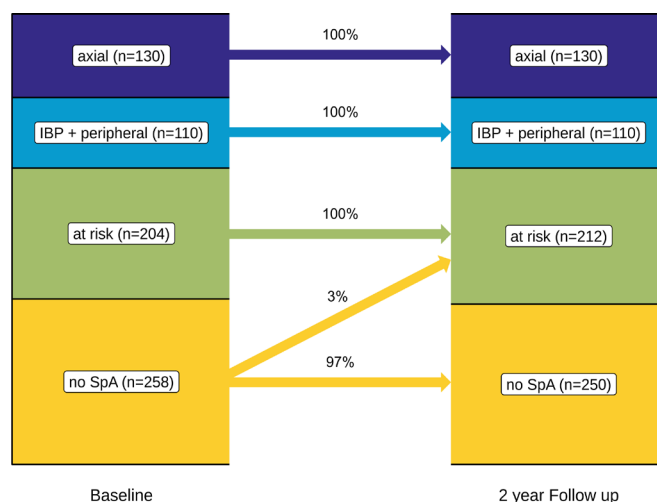 axial (n=130)
100%
axial (n=130)
IBP + peripheral (n=110)
100%
IBP + peripheral (n=110)
at risk (n=204)
100%
at risk (n=212)
3%
no SpA (n=258)
97%
no SpA (n=250)
Baseline
2 year Follow up